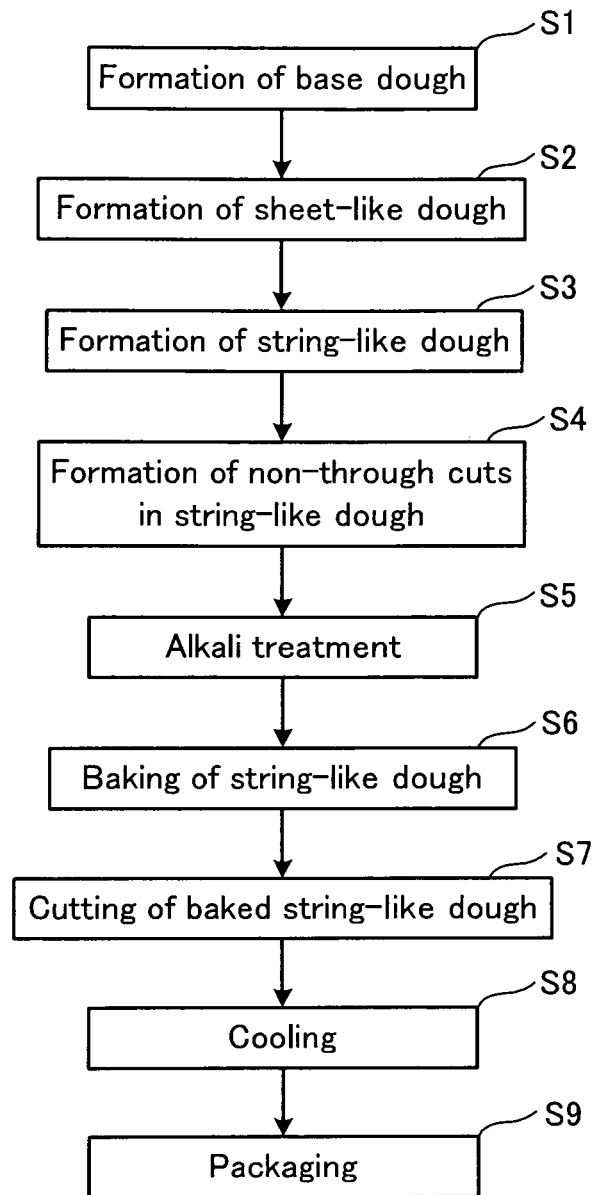 S1
Formation of base dough
S2
Formation of sheet-like dough
S3
Formation of string-like dough
S4
Formation of non-through cuts
in string-like dough
S5
Alkali treatment
S6
Baking of string-like dough
S7
Cutting of baked string-like dough
S8
Cooling
S9
Packaging